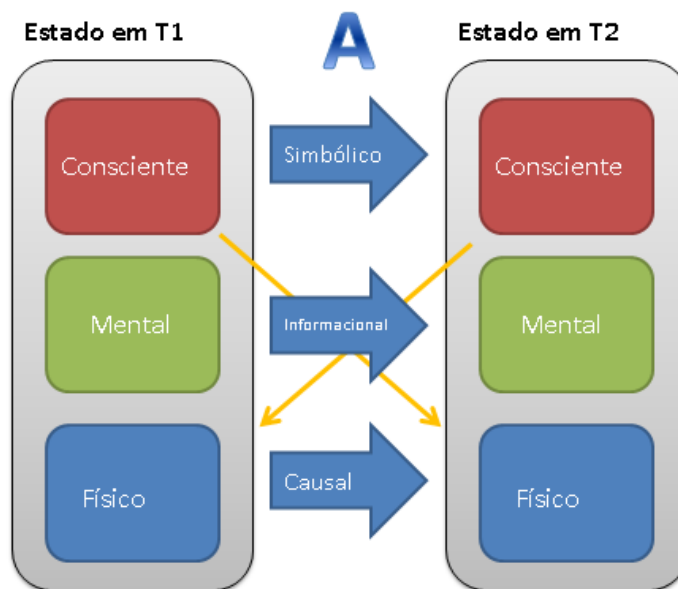 Estado em T1
A
Estado em T2
Consciente
Simbólico
Consciente
Mental
Informacional
Mental
Físico
Causal
Físico